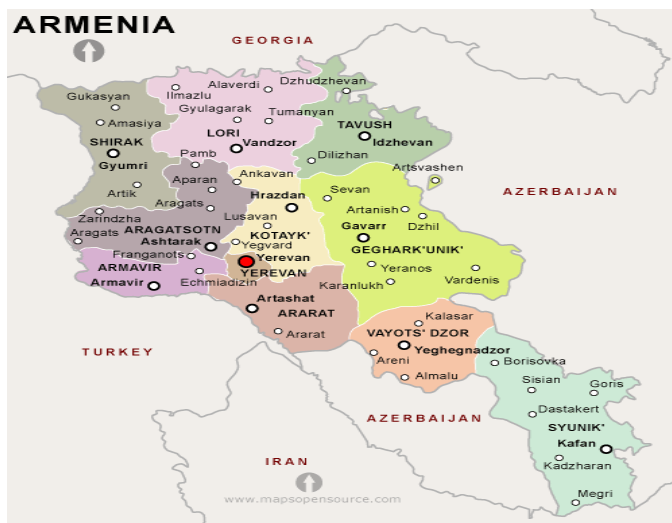 ARMENIA
GEORGIA
Dzhudzhevan
Alaverdi
Ilmazlu
Gukasyan
Gyulagarak
Tumanyan
Amasiya
TAVUSH
LORI
SHIRAK
Vandzor
Idzhevan
Pamb
Dilizhan
Gyumri
Artsvashen
Ankavan
Aparan
Artik
Hrazdan
Sevan
AZERBAIJAN
Aragats
Artanish
Lusavan
Zarindzha
Dzhil
ARAGATSOTN
Gavarr
Aragats
KOTAYK'
Ashtarak
Yegvard
GEGHARK'UNIK'
Franganots
Yerevan
ARMAVIR
YEREVAN
Yeranos
Vardenis
Echmiadizin
Karanlukh
Armavir
Artashat
ARARAT
Kalasar
Ararat
VAYOTS' DZOR
TURKEY
Yeghegnadzor
Areni
Borisovka
Almalu
Sisian
Goris
Dastakert
AZERBAIJAN
SYUNIK'
Kafan
IRAN
Kadzharan
Megri
www.mapsopensource.com